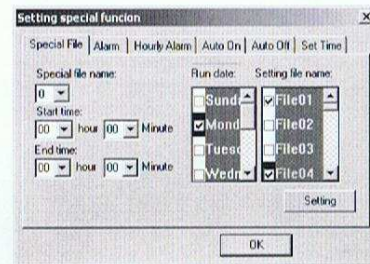 Setting special funcion
Special File Alarm Hourly Alarm Auto On Auto Off Set Time
Special file name:
0
Start time:
00 hour 00 Minute
End time:
00 hour 00 Minute
Run date:
Sund
Mond
Tuesd
Wedn
Setting file name:
File01
File02
File03
File04
Setting
OK